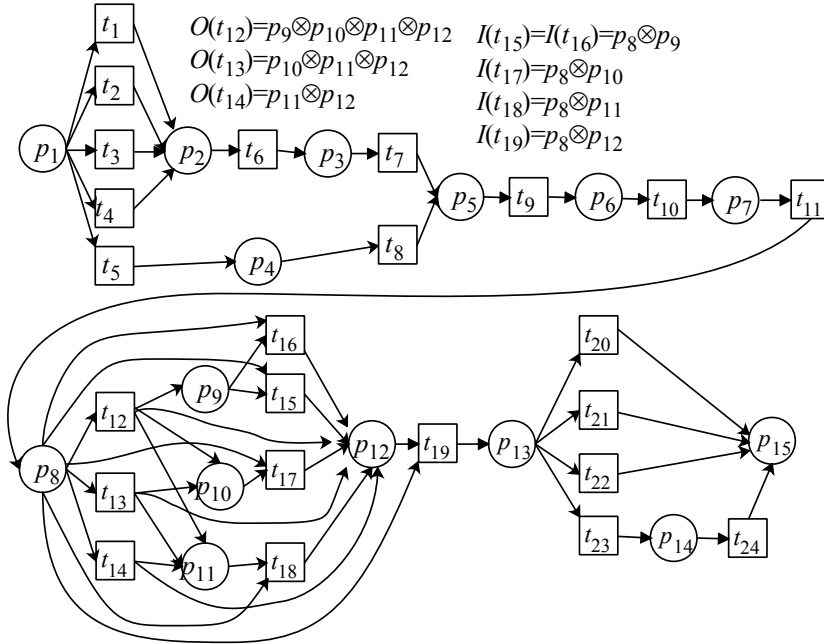 t₁
O(t₁₂)=p₉⊗p₁₀⊗p₁₁⊗p₁₂
O(t₁₃)=p₁₀⊗p₁₁⊗p₁₂
O(t₁₄)=p₁₁⊗p₁₂
I(t₁₅)=I(t₁₆)=p₈⊗p₉
I(t₁₇)=p₈⊗p₁₀
I(t₁₈)=p₈⊗p₁₁
I(t₁₉)=p₈⊗p₁₂
t₂
p₁
t₃
p₂
t₆
p₃
t₇
t₄
p₅
t₉
p₆
t₁₀
p₇
t₁₁
t₅
p₄
t₈
t₁₆
t₂₀
p₉
t₁₅
t₁₂
t₂₁
p₁₂
t₁₉
p₁₃
p₁₅
p₈
t₁₇
t₂₂
p₁₀
t₁₃
t₂₃
p₁₄
t₂₄
t₁₄
p₁₁
t₁₈